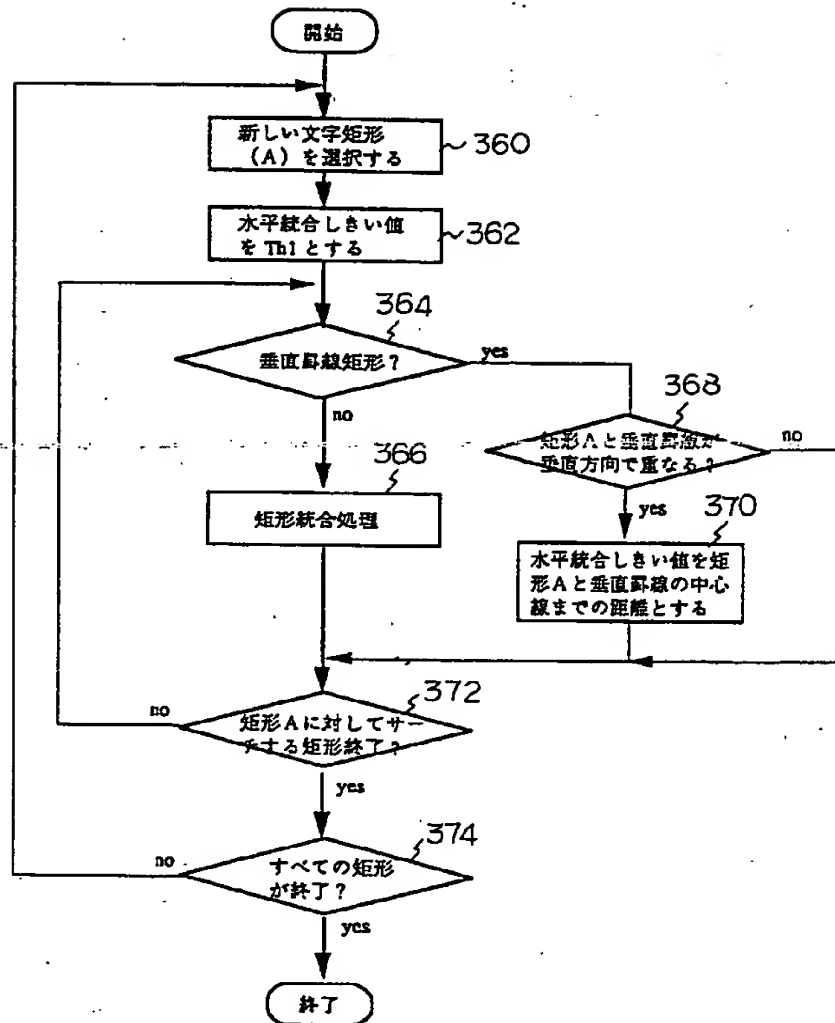 開始
新しい文字矩形
(A)を選択する
360
水平統合しきい値
をTh1とする
362
364
垂直罫線矩形？
yes
no
368
矩形Aと垂直罫線が
垂直方向で重なる？
no
yes
366
矩形統合処理
370
水平統合しきい値を矩
形Aと垂直罫線の中心
線までの距離とする
372
no
矩形Aに対してサー
チする矩形終了？
yes
374
no
すべての矩形
が終了？
yes
終了